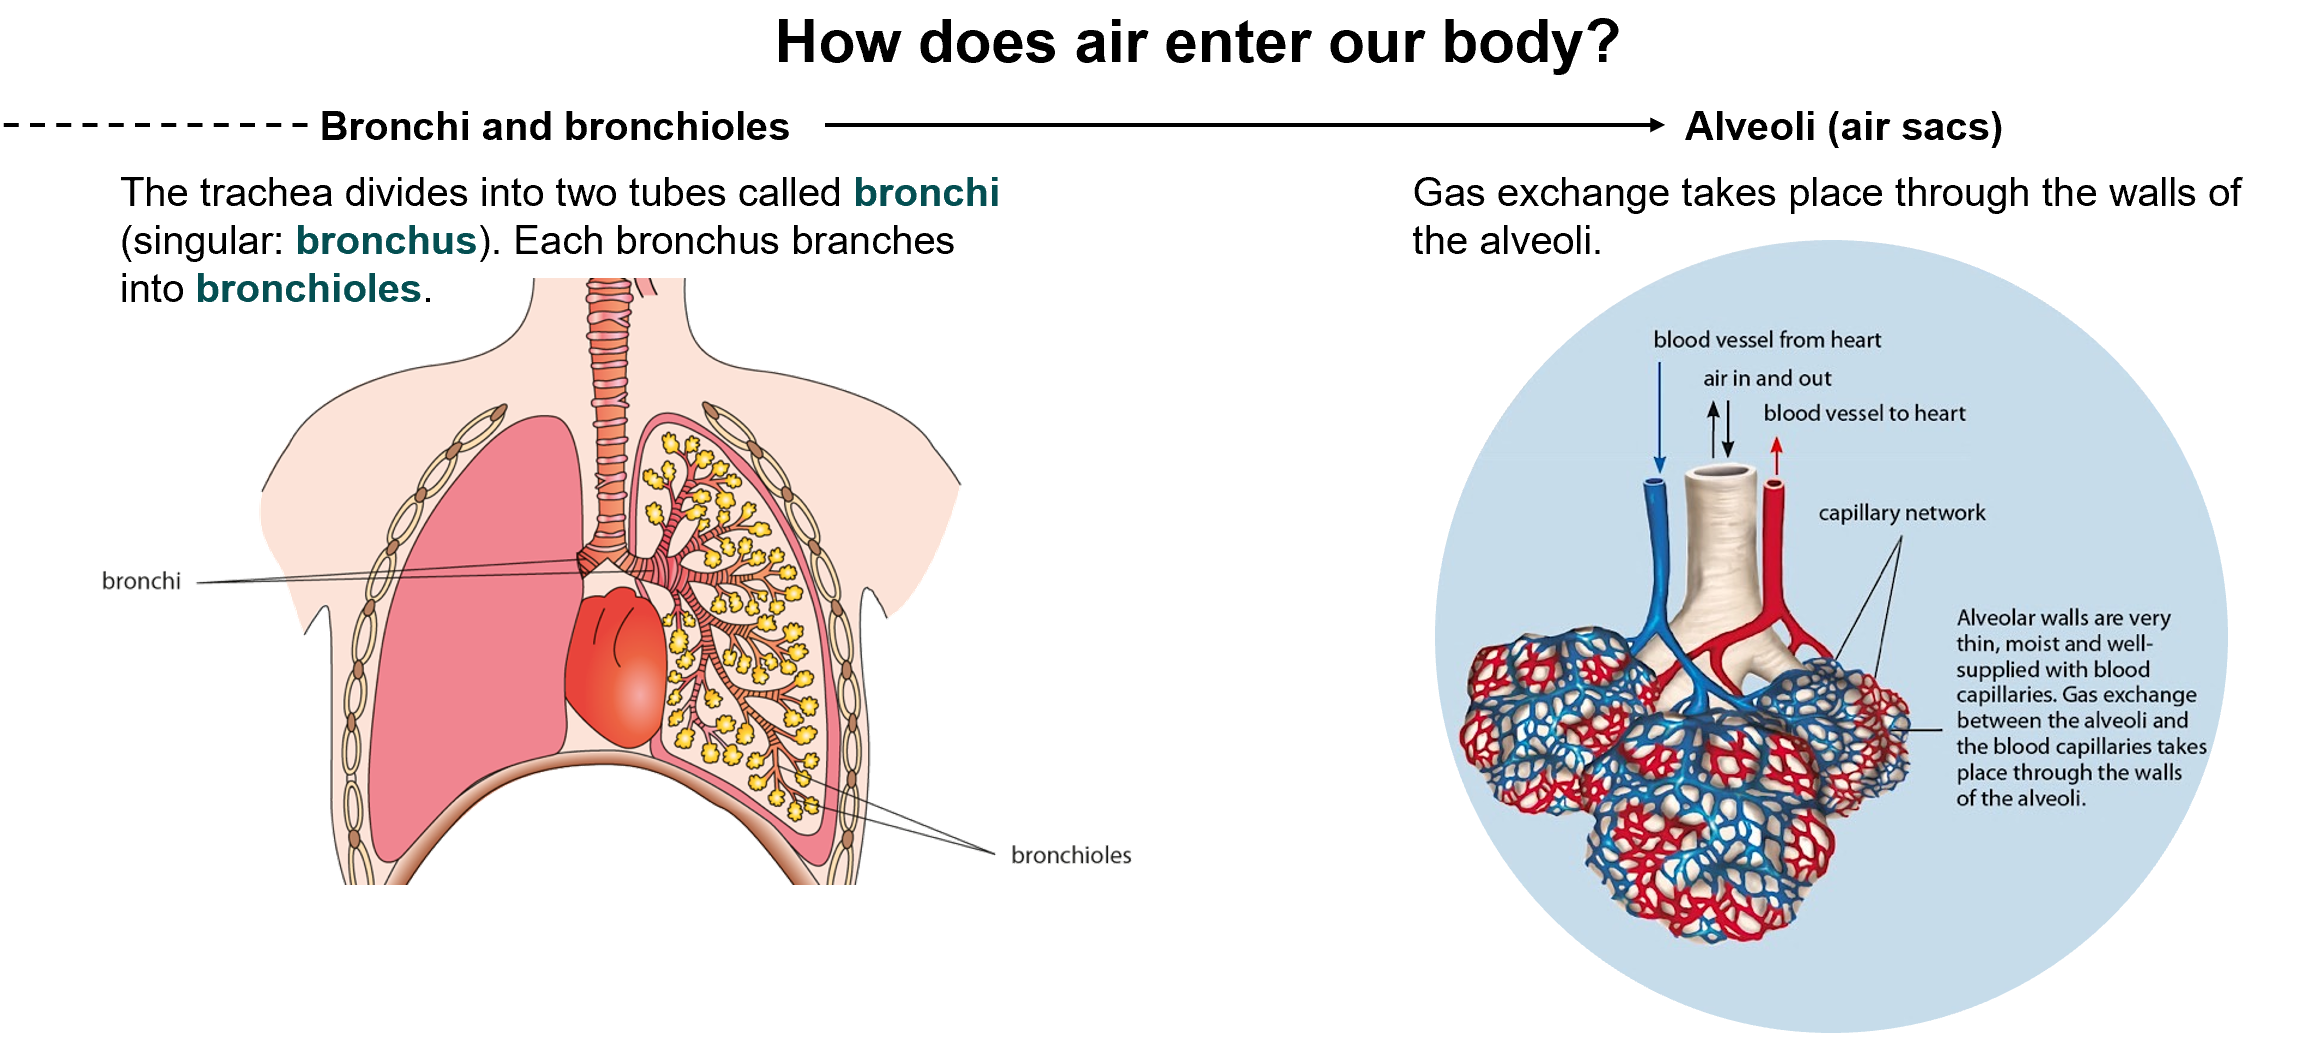 How does air enter our body?
Bronchi and bronchioles
Alveoli (air sacs)
The trachea divides into two tubes called bronchi
(singular: bronchus). Each bronchus branches
into bronchioles.
bronchi
bronchioles
Gas exchange takes place through the walls of
the alveoli.
blood vessel from heart
air in and out
blood vessel to heart
capillary network
Alveolar walls are very
thin, moist and well-
supplied with blood
capillaries. Gas exchange
between the alveoli and
the blood capillaries takes
place through the walls
of the alveoli.